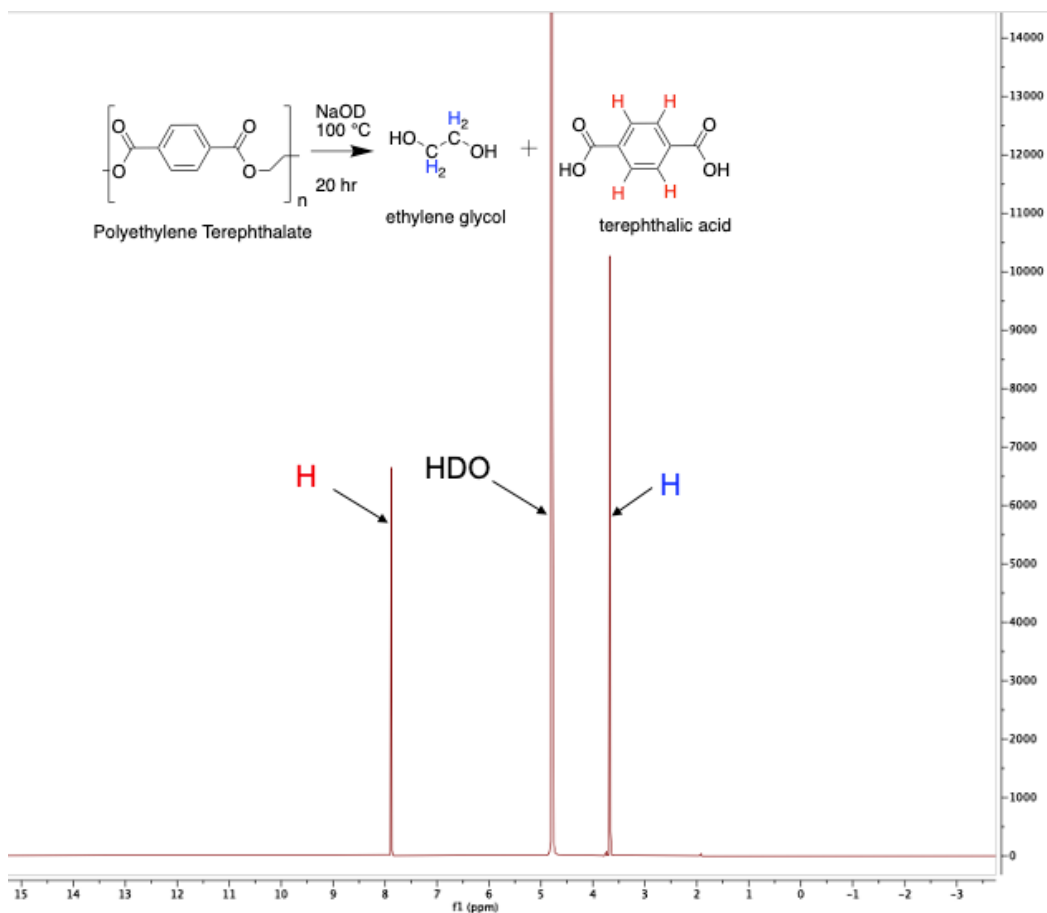 NaOD
100 °C
20 hr
O
O
O
O
n
Polyethylene Terephthalate
H2
HO
C
C
OH
H2
ethylene glycol
+
H
H
O
O
HO
OH
H
H
terephthalic acid
H
HDO
H
14000
13000
12000
11000
10000
9000
8000
7000
6000
5000
4000
3000
2000
1000
0
15 14 13 12 11 10 9 8 7 6 5 4 3 2 1 0 -1 -2 -3
f1 (ppm)